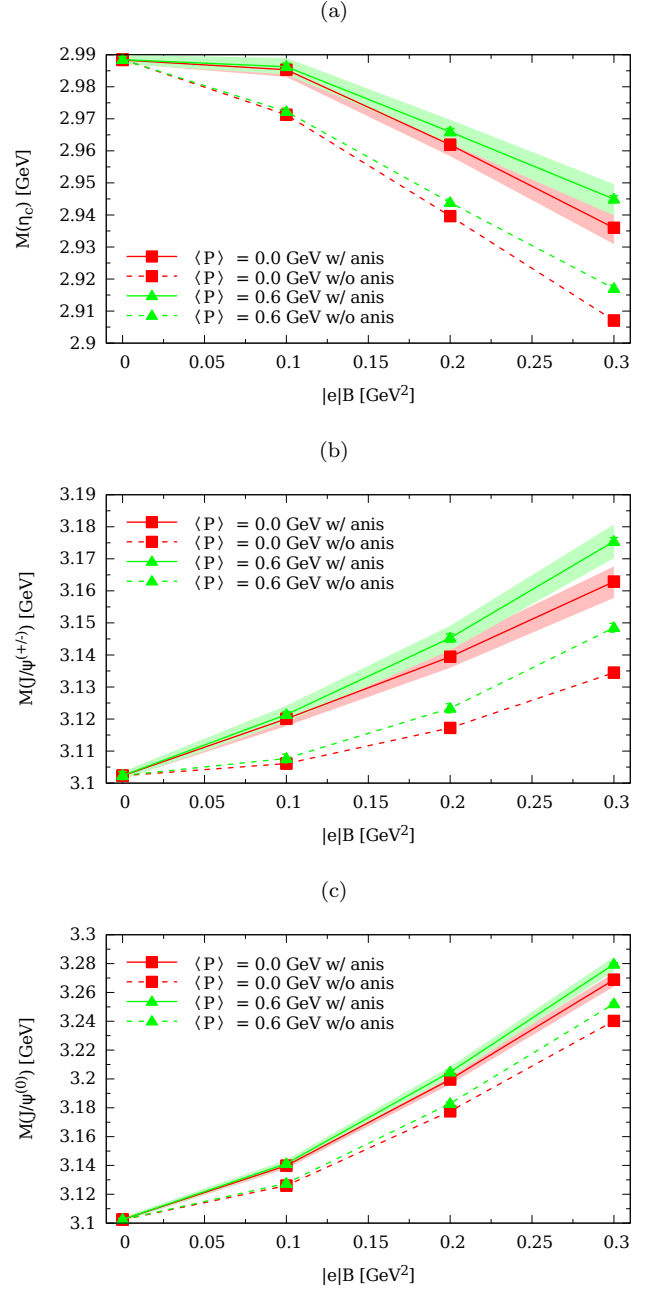 (a)
M(η_c) [GeV]
2.99
2.98
2.97
2.96
2.95
2.94
2.93
2.92
2.91
2.9
⟨P⟩ = 0.0 GeV w/ anis
⟨P⟩ = 0.0 GeV w/o anis
⟨P⟩ = 0.6 GeV w/ anis
⟨P⟩ = 0.6 GeV w/o anis
0 0.05 0.1 0.15 0.2 0.25 0.3
|e|B [GeV²]
(b)
M(J/ψ⁽⁺/⁻⁾) [GeV]
3.19
3.18
3.17
3.16
3.15
3.14
3.13
3.12
3.11
3.1
⟨P⟩ = 0.0 GeV w/ anis
⟨P⟩ = 0.0 GeV w/o anis
⟨P⟩ = 0.6 GeV w/ anis
⟨P⟩ = 0.6 GeV w/o anis
0 0.05 0.1 0.15 0.2 0.25 0.3
|e|B [GeV²]
(c)
M(J/ψ⁽⁰⁾) [GeV]
3.3
3.28
3.26
3.24
3.22
3.2
3.18
3.16
3.14
3.12
3.1
⟨P⟩ = 0.0 GeV w/ anis
⟨P⟩ = 0.0 GeV w/o anis
⟨P⟩ = 0.6 GeV w/ anis
⟨P⟩ = 0.6 GeV w/o anis
0 0.05 0.1 0.15 0.2 0.25 0.3
|e|B [GeV²]